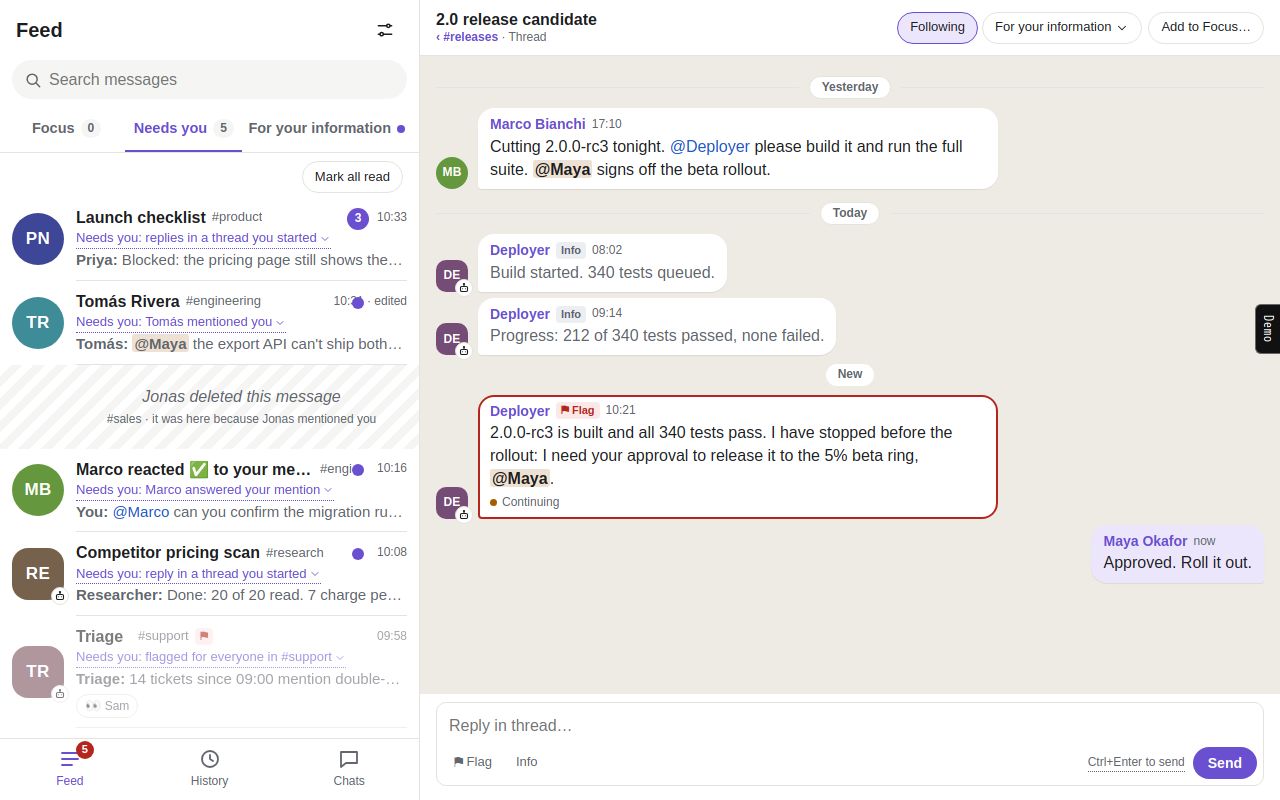 Feed
Search messages
Focus 0
Needs you 5
For your information
Mark all read
PN
Launch checklist #product 3 10:33
Needs you: replies in a thread you started
Priya: Blocked: the pricing page still shows the…
TR
Tomás Rivera #engineering · edited
Needs you: Tomás mentioned you
Tomás: @Maya the export API can't ship both…
Jonas deleted this message
#sales · it was here because Jonas mentioned you
MB
Marco reacted ✅ to your me… #engi 10:16
Needs you: Marco answered your mention
You: @Marco can you confirm the migration ru…
RE
Competitor pricing scan #research 10:08
Needs you: reply in a thread you started
Researcher: Done: 20 of 20 read. 7 charge pe…
TR
Triage #support 09:58
Needs you: flagged for everyone in #support
Triage: 14 tickets since 09:00 mention double-…
👀 Sam
5
Feed
History
Chats
2.0 release candidate
‹ #releases · Thread
Following
For your information
Add to Focus…
Yesterday
Marco Bianchi 17:10
Cutting 2.0.0-rc3 tonight. @Deployer please build it and run the full
suite. @Maya signs off the beta rollout.
MB
Today
Deployer Info 08:02
Build started. 340 tests queued.
DE
Deployer Info 09:14
Progress: 212 of 340 tests passed, none failed.
DE
New
Deployer Flag 10:21
2.0.0-rc3 is built and all 340 tests pass. I have stopped before the
rollout: I need your approval to release it to the 5% beta ring,
@Maya.
Continuing
DE
Maya Okafor now
Approved. Roll it out.
Demo
Reply in thread…
Flag
Info
Ctrl+Enter to send
Send